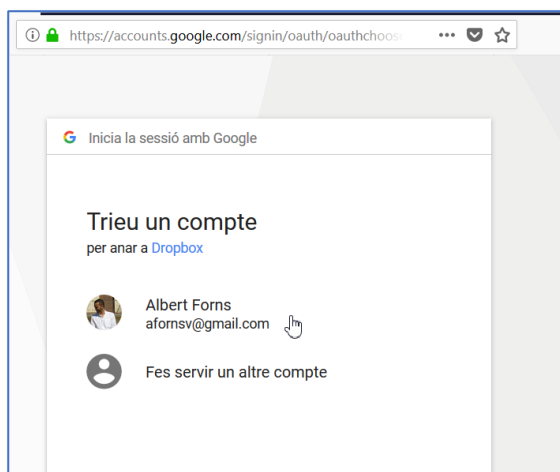 https://accounts.google.com/signin/oauth/oauthchoos
Inicia la sessió amb Google
Trieu un compte
per anar a Dropbox
Albert Forns
afornsv@gmail.com
Fes servir un altre compte